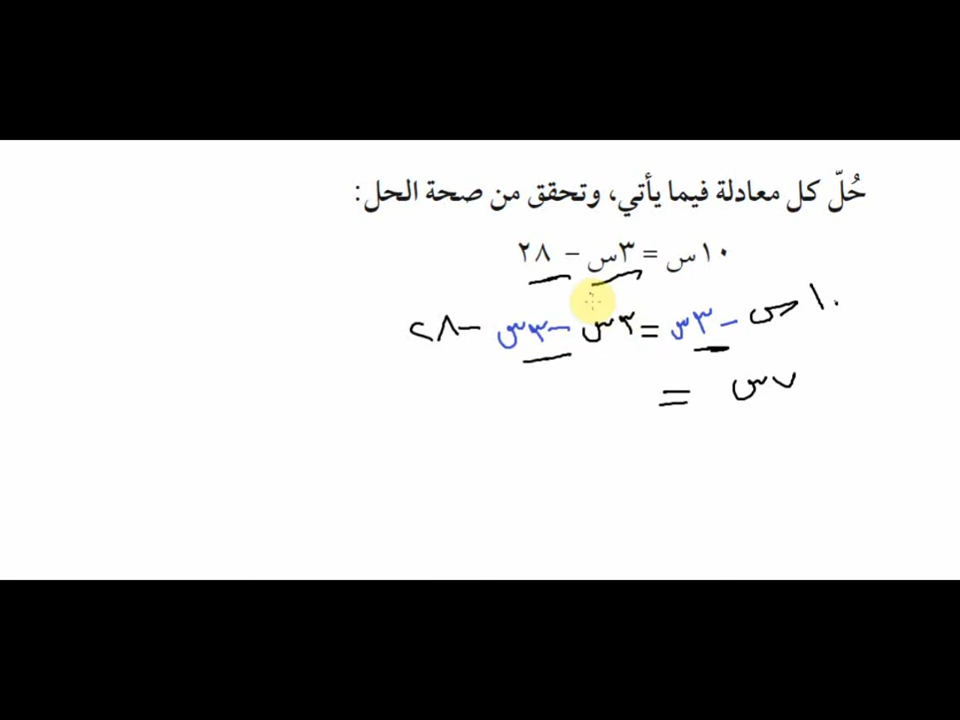 حُلّ كل معادلة فيما يأتي، وتحقق من صحة الحل:
١٠س = ٣س − ٢٨
١٠س − ٣س = ٣س − ٣س − ٢٨
٧س =